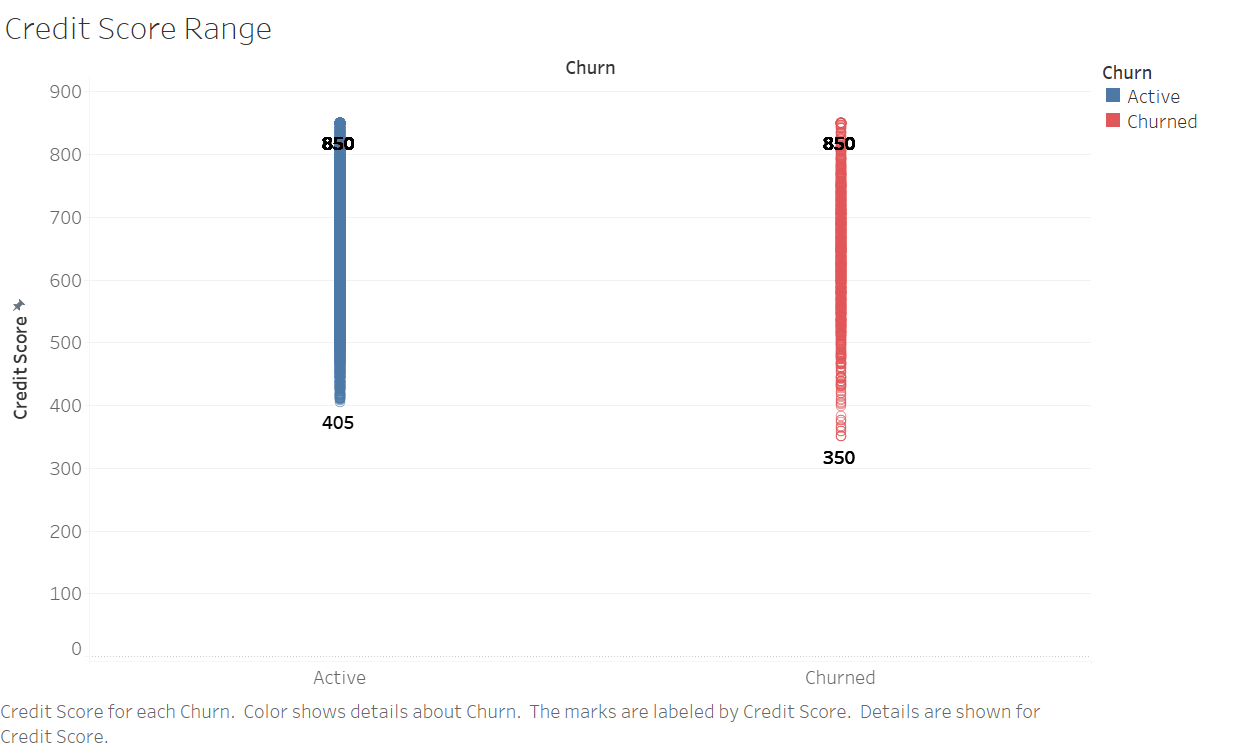 Credit Score Range
Churn
Churn
Active
Churned
900
800
700
600
500
400
300
200
100
0
Credit Score
850
850
405
350
Active
Churned
Credit Score for each Churn.  Color shows details about Churn.  The marks are labeled by Credit Score.  Details are shown for
Credit Score.